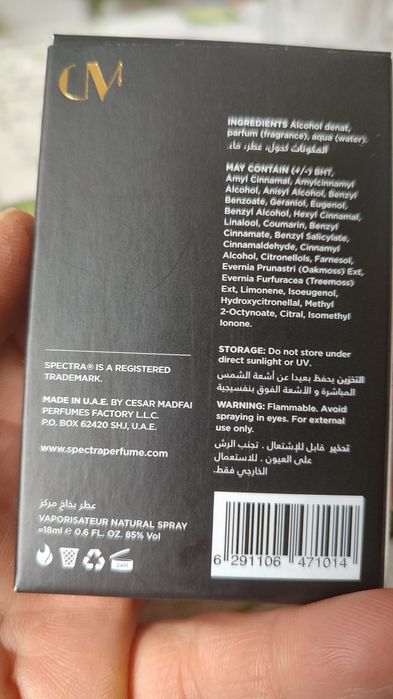 CM
INGREDIENTS Alcohol denat,
parfum (fragrance), aqua (water).
المكونات كحول، عطر، ماء.
MAY CONTAIN (+/-) BHT,
Amyl Cinnamal, Amylcinnamyl
Alcohol, Anisyl Alcohol, Benzyl
Benzoate, Geraniol, Eugenol,
Benzyl Alcohol, Hexyl Cinnamal,
Linalool, Coumarin, Benzyl
Cinnamate, Benzyl Salicylate,
Cinnamaldehyde, Cinnamyl
Alcohol, Citronellols, Farnesol,
Evernia Prunastri (Oakmoss) Ext,
Evernia Furfuracea (Treemoss)
Ext, Limonene, Isoeugenol,
Hydroxycitronellal, Methyl
2-Octynoate, Citral, Isomethyl
Ionone.
STORAGE: Do not store under
direct sunlight or UV.
التخزين يحفظ بعيدا عن أشعة الشمس
المباشرة و الأشعة الفوق بنفسيجية
WARNING: Flammable. Avoid
spraying in eyes. For external
use only.
تحذير قابل للإشتعال . تجنب الرش
على العيون . للاستعمال
الخارجي فقط.
SPECTRA® IS A REGISTERED
TRADEMARK.
MADE IN U.A.E. BY CESAR MADFAI
PERFUMES FACTORY L.L.C.
P.O. BOX 62420 SHJ, U.A.E.
www.spectraperfume.com
عطر بخاخ مركز
VAPORISATEUR NATURAL SPRAY
≈18ml e 0.6 FL. OZ. 85% Vol
24M
6 291106 471014